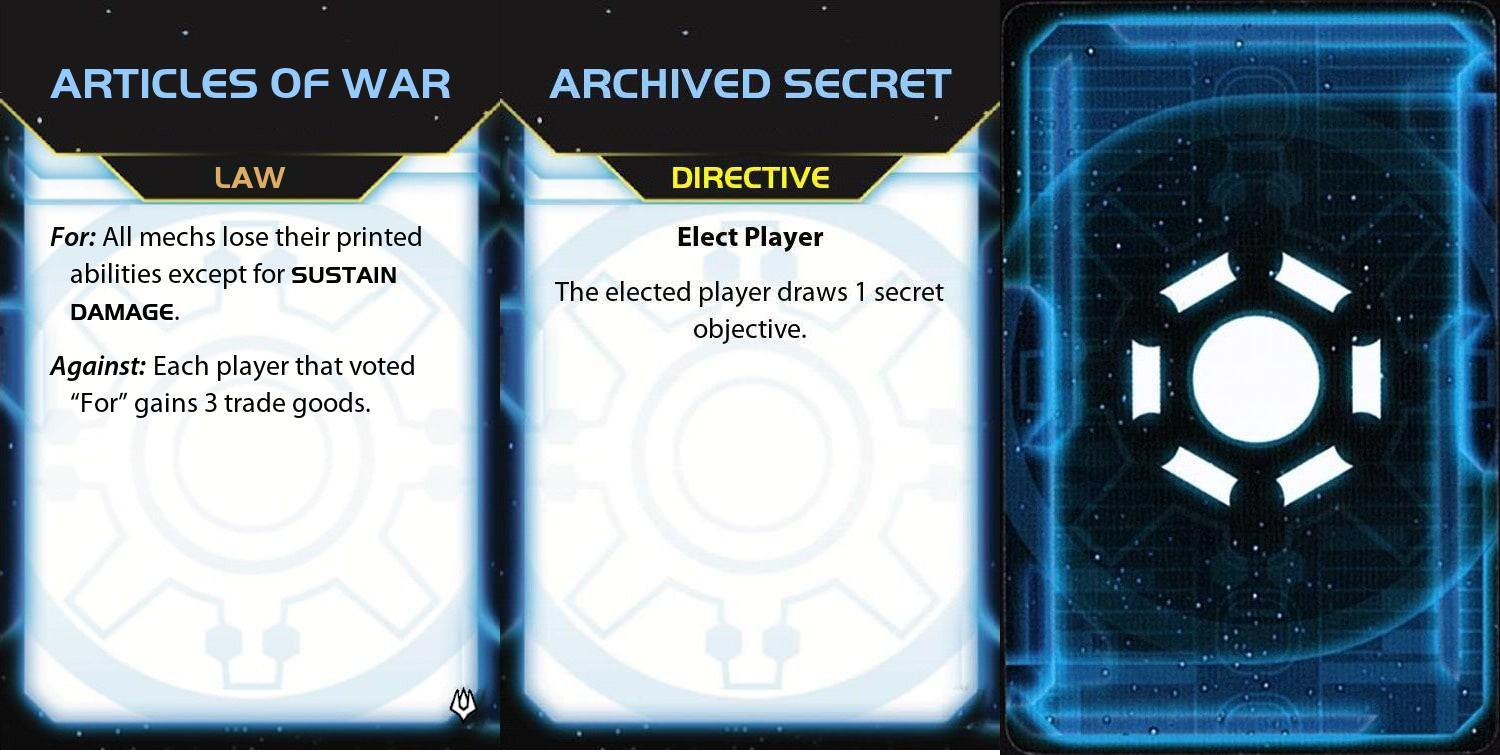 ARTICLES OF WAR
LAW
For: All mechs lose their printed
abilities except for SUSTAIN
DAMAGE.
Against: Each player that voted
“For” gains 3 trade goods.
ARCHIVED SECRET
DIRECTIVE
Elect Player
The elected player draws 1 secret
objective.